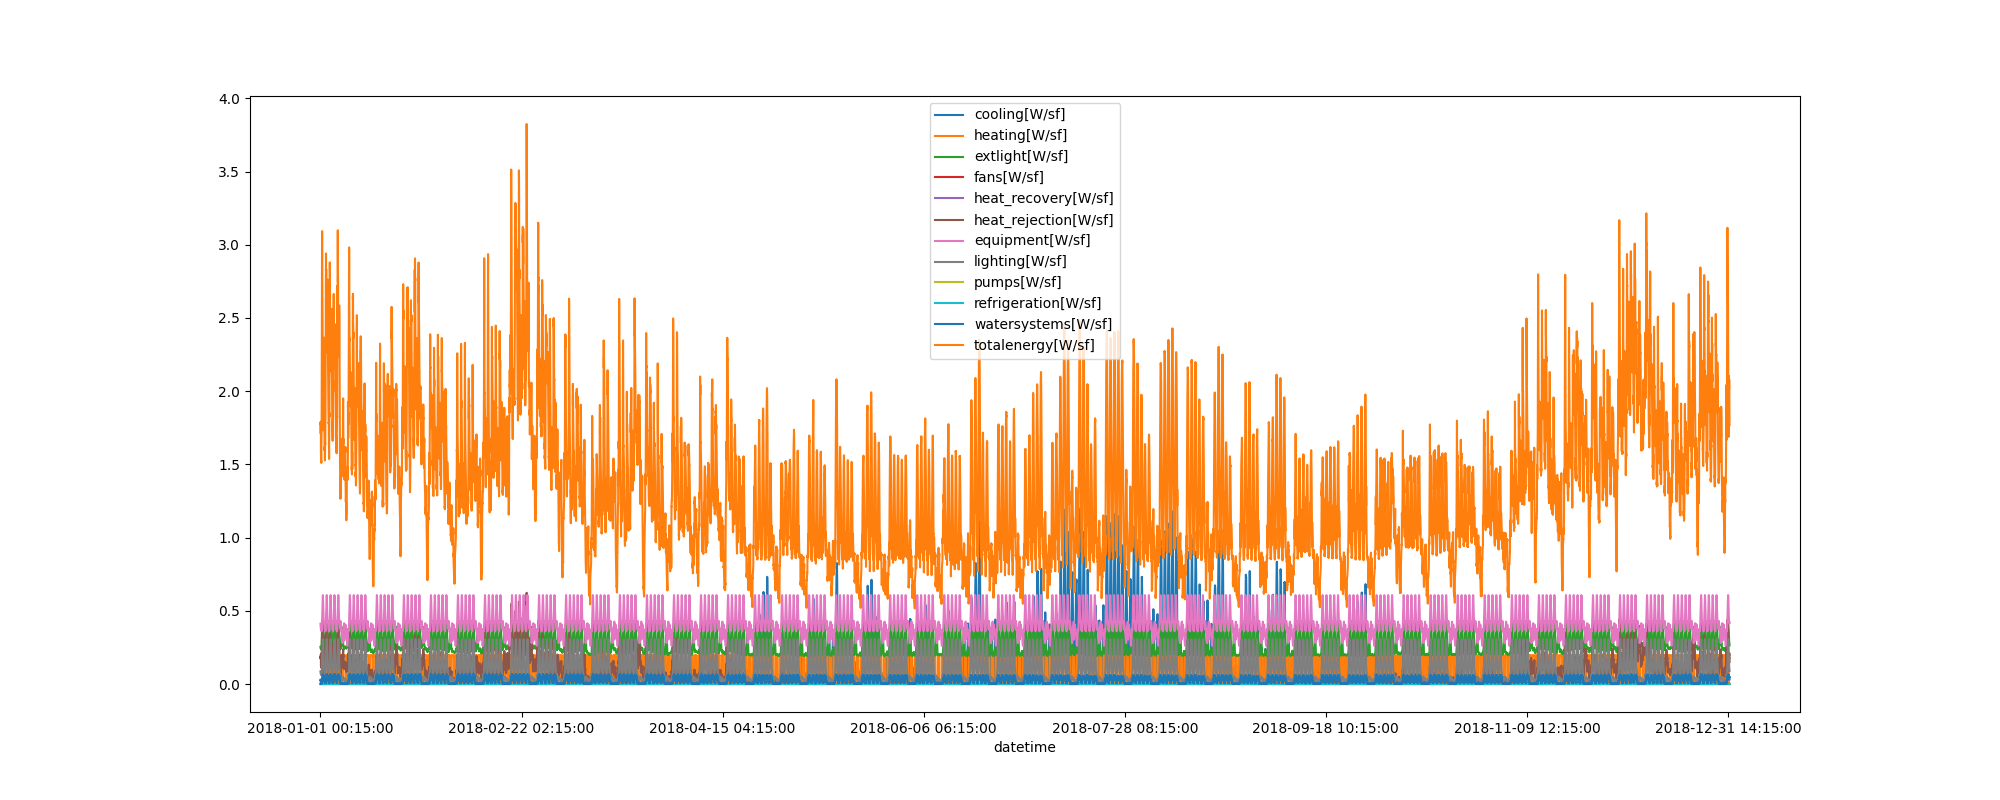 4.0
3.5
3.0
2.5
2.0
1.5
1.0
0.5
0.0
cooling[W/sf]
heating[W/sf]
extlight[W/sf]
fans[W/sf]
heat_recovery[W/sf]
heat_rejection[W/sf]
equipment[W/sf]
lighting[W/sf]
pumps[W/sf]
refrigeration[W/sf]
watersystems[W/sf]
totalenergy[W/sf]
2018-01-01 00:15:00 2018-02-22 02:15:00 2018-04-15 04:15:00 2018-06-06 06:15:00 2018-07-28 08:15:00 2018-09-18 10:15:00 2018-11-09 12:15:00 2018-12-31 14:15:00
datetime